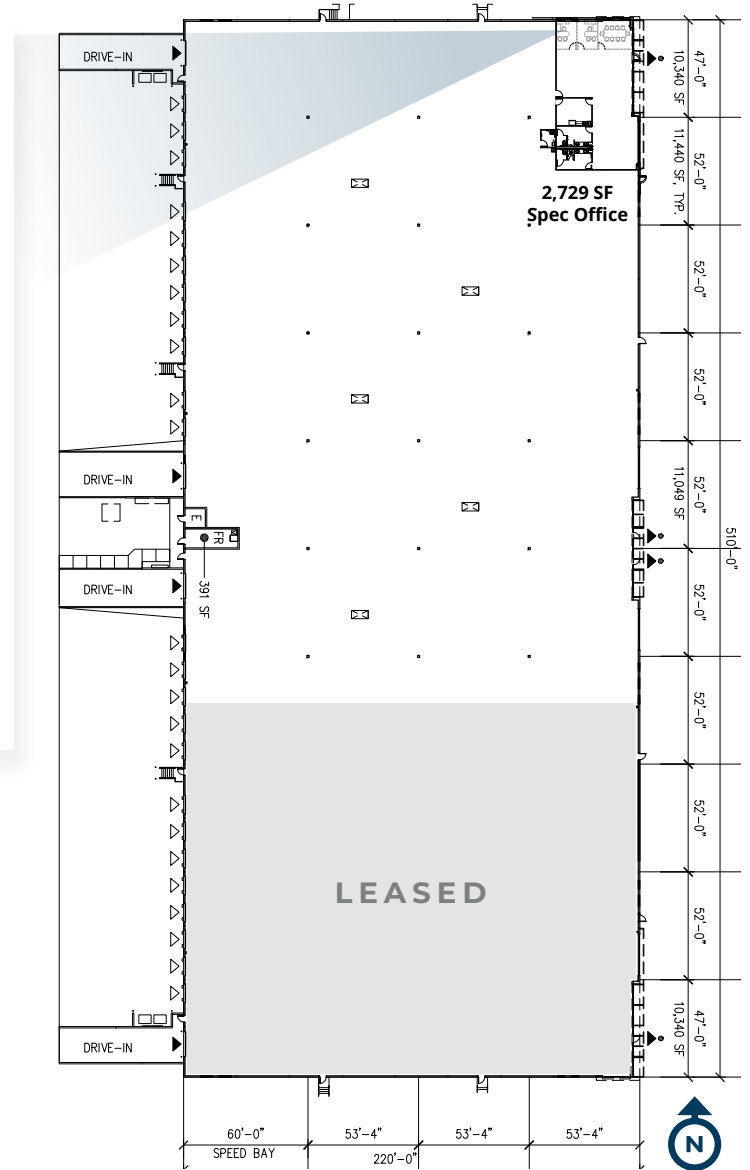 DRIVE-IN
2,729 SF
Spec Office
47'-0"
10,340 SF
52'-0"
11,440 SF, TYP.
52'-0"
52'-0"
52'-0"
11,049 SF
510'-0"
DRIVE-IN
E
FR
391 SF
DRIVE-IN
52'-0"
52'-0"
52'-0"
52'-0"
LEASED
47'-0"
10,340 SF
DRIVE-IN
60'-0"
53'-4"
53'-4"
53'-4"
SPEED BAY
220'-0"
N